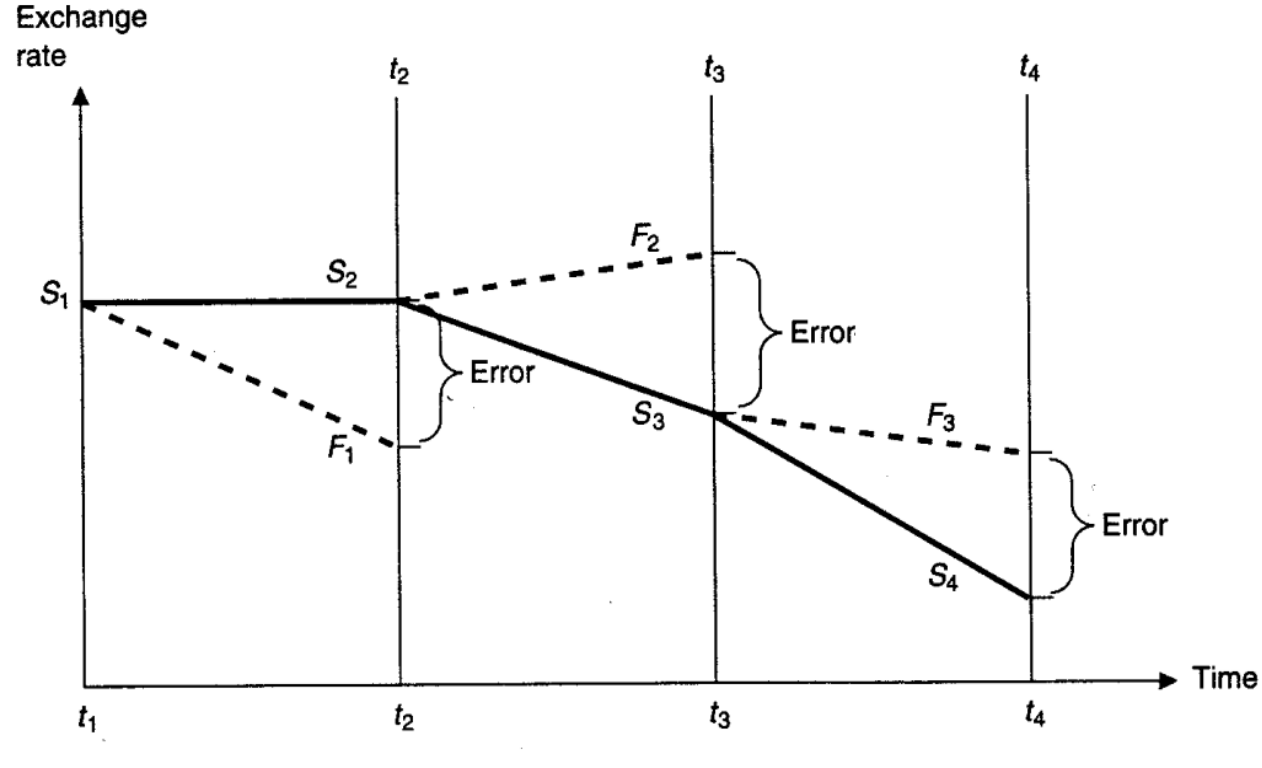 Exchange
rate
t2 t3 t4
F2
S2
S1
Error
Error
F3
S3
F1
Error
S4
Time
t1 t2 t3 t4